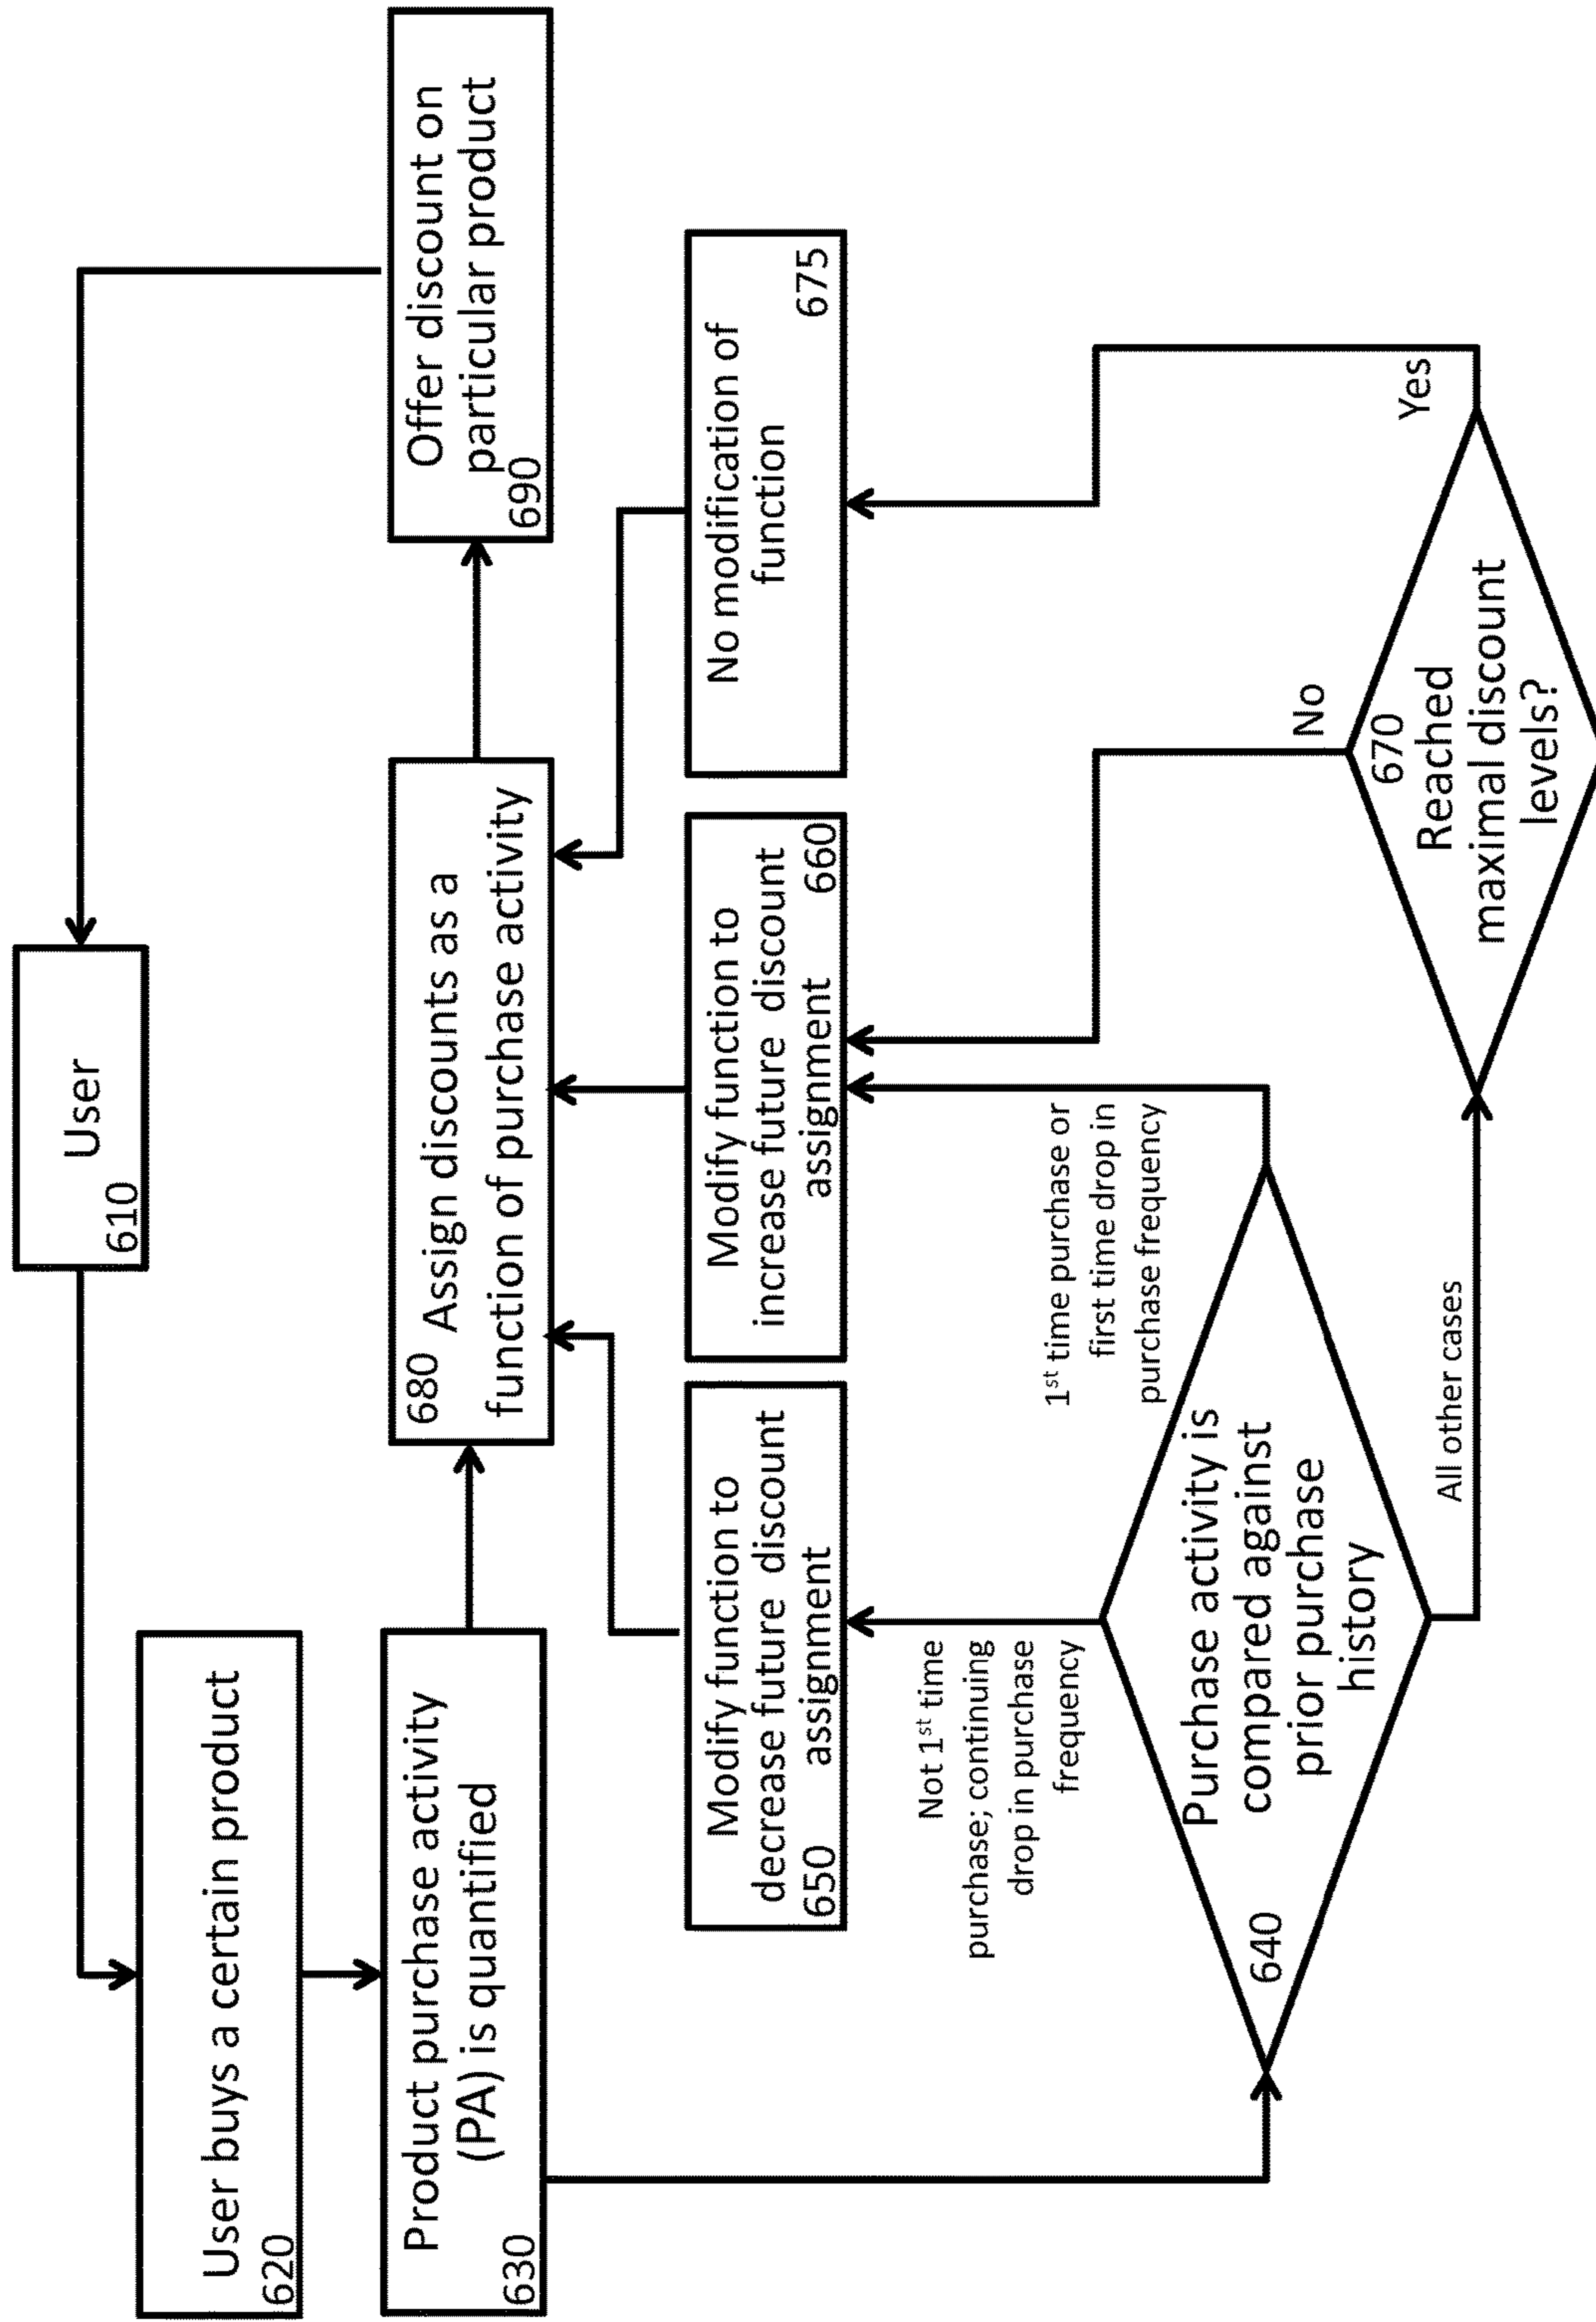 User
610
User buys a certain product
620
Product purchase activity
(PA) is quantified
630
680 Assign discounts as a
function of purchase activity
Offer discount on
particular product
690
Modify function to
decrease future discount
650 assignment
Modify function to
increase future discount
assignment 660
No modification of
function
675
Not 1st time
purchase; continuing
drop in purchase
frequency
1st time purchase or
first time drop in
purchase frequency
640
Purchase activity is
compared against
prior purchase
history
All other cases
No
Yes
670
Reached
maximal discount
levels?